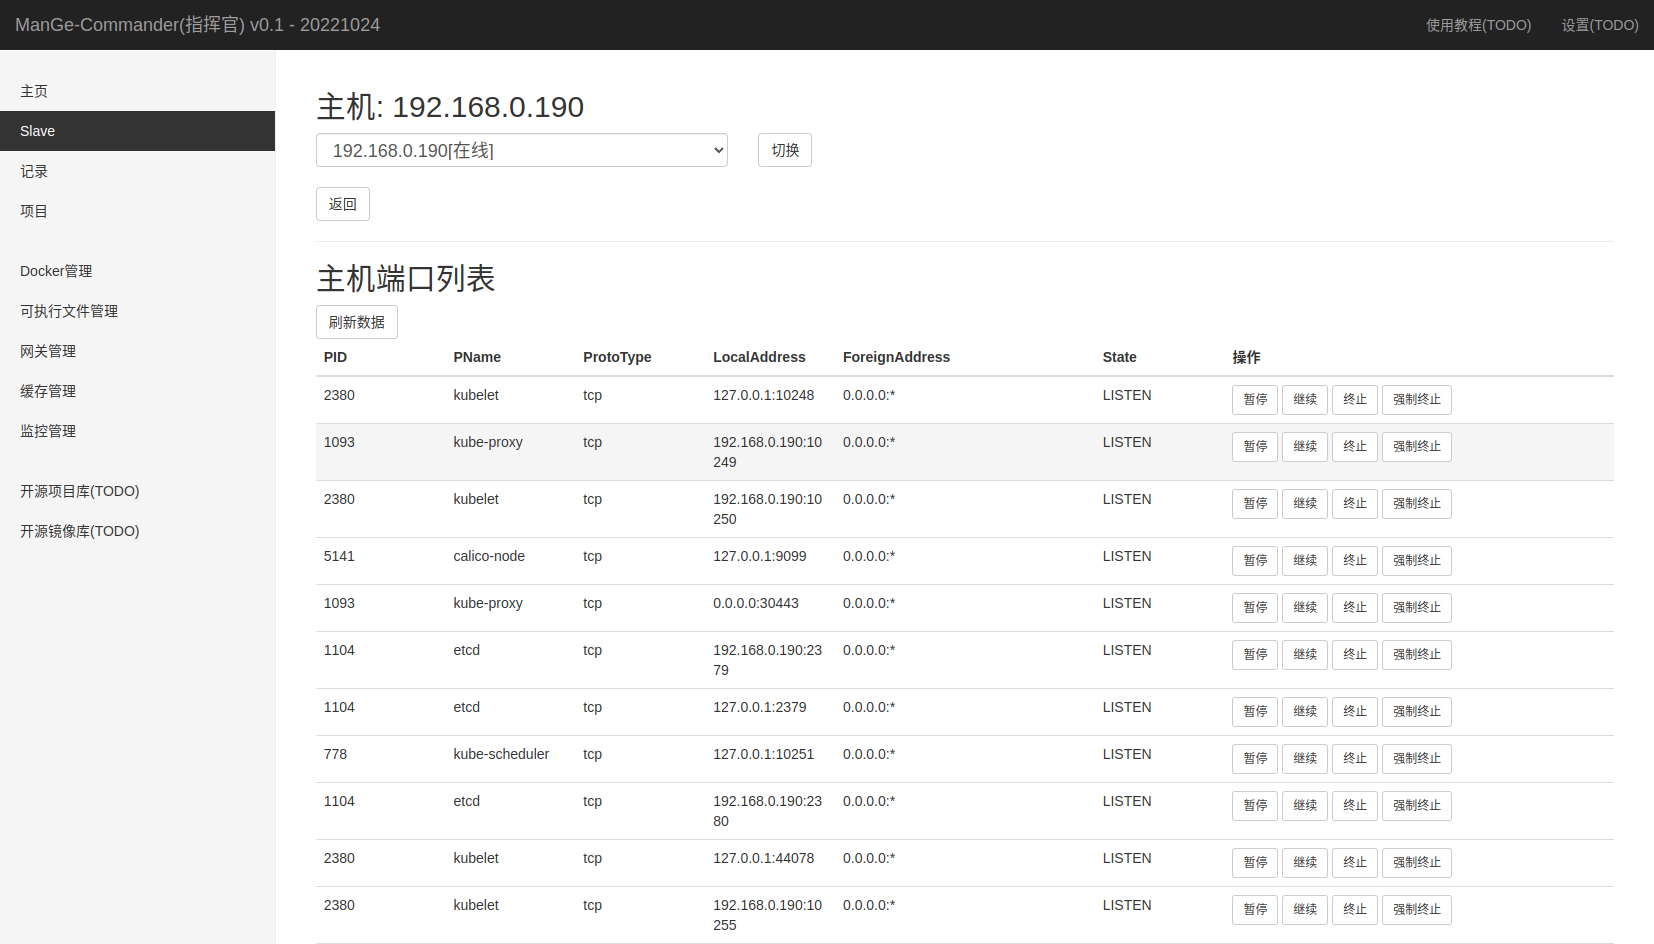 ManGe-Commander(指挥官) v0.1 - 20221024
使用教程(TODO) 设置(TODO)
主页
Slave
记录
项目
Docker管理
可执行文件管理
网关管理
缓存管理
监控管理
开源项目库(TODO)
开源镜像库(TODO)
主机: 192.168.0.190
192.168.0.190[在线] 切换
返回
主机端口列表
刷新数据
PID PName ProtoType LocalAddress ForeignAddress State 操作
2380 kubelet tcp 127.0.0.1:10248 0.0.0.0:* LISTEN 暂停 继续 终止 强制终止
1093 kube-proxy tcp 192.168.0.190:10 0.0.0.0:* LISTEN 暂停 继续 终止 强制终止
249
2380 kubelet tcp 192.168.0.190:10 0.0.0.0:* LISTEN 暂停 继续 终止 强制终止
250
5141 calico-node tcp 127.0.0.1:9099 0.0.0.0:* LISTEN 暂停 继续 终止 强制终止
1093 kube-proxy tcp 0.0.0.0:30443 0.0.0.0:* LISTEN 暂停 继续 终止 强制终止
1104 etcd tcp 192.168.0.190:23 0.0.0.0:* LISTEN 暂停 继续 终止 强制终止
79
1104 etcd tcp 127.0.0.1:2379 0.0.0.0:* LISTEN 暂停 继续 终止 强制终止
778 kube-scheduler tcp 127.0.0.1:10251 0.0.0.0:* LISTEN 暂停 继续 终止 强制终止
1104 etcd tcp 192.168.0.190:23 0.0.0.0:* LISTEN 暂停 继续 终止 强制终止
80
2380 kubelet tcp 127.0.0.1:44078 0.0.0.0:* LISTEN 暂停 继续 终止 强制终止
2380 kubelet tcp 192.168.0.190:10 0.0.0.0:* LISTEN 暂停 继续 终止 强制终止
255